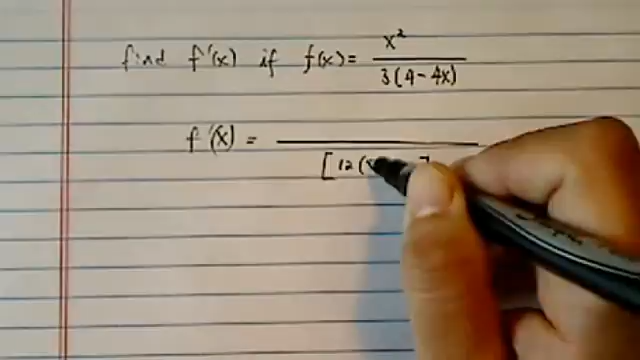 find f'(x) if f(x) = x² / 3(4-4x)
f'(x) =
[12(